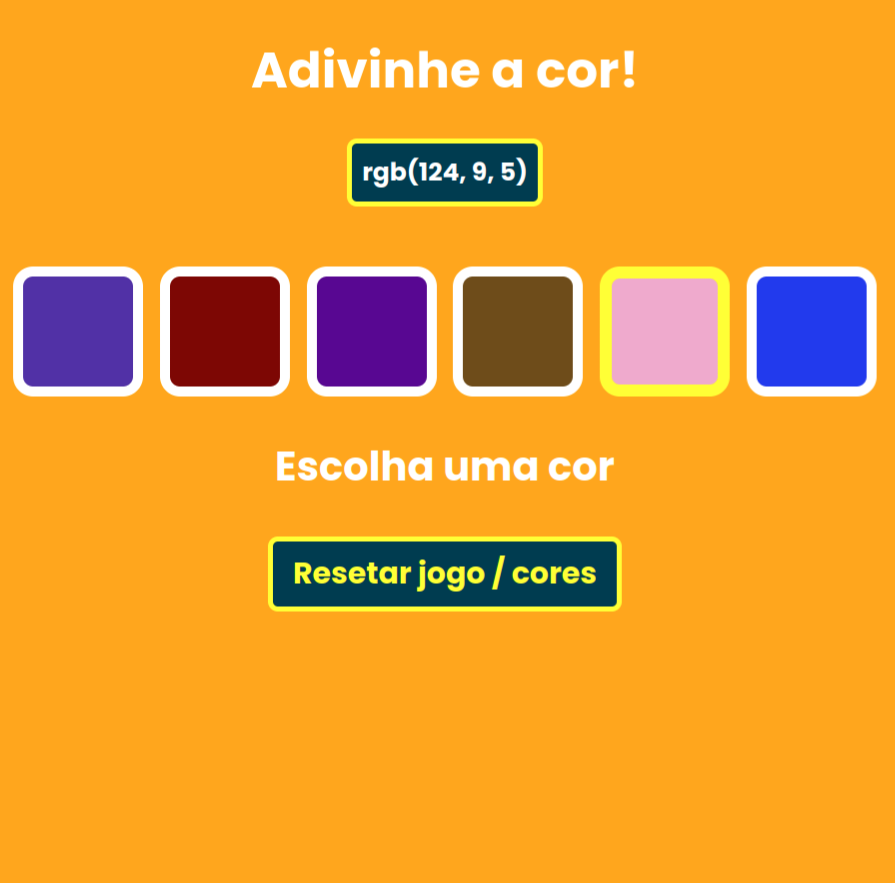 Adivinhe a cor!
rgb(124, 9, 5)
Escolha uma cor
Resetar jogo / cores